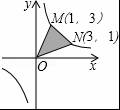 y
M(1, 3)
N(3, 1)
O
x